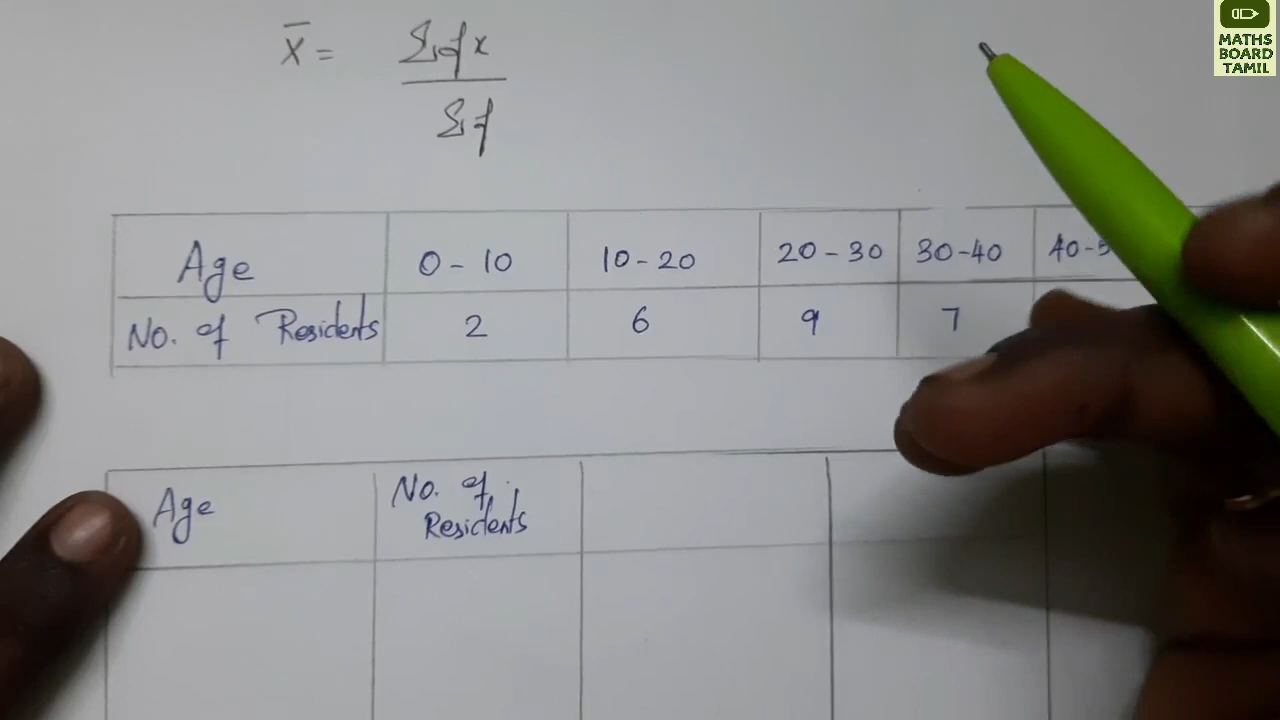 MATHS
BOARD
TAMIL
X̄ = Σfx
Σf
Age 0-10 10-20 20-30 30-40
No. of Residents 2 6 9 7
Age No. of
Residents